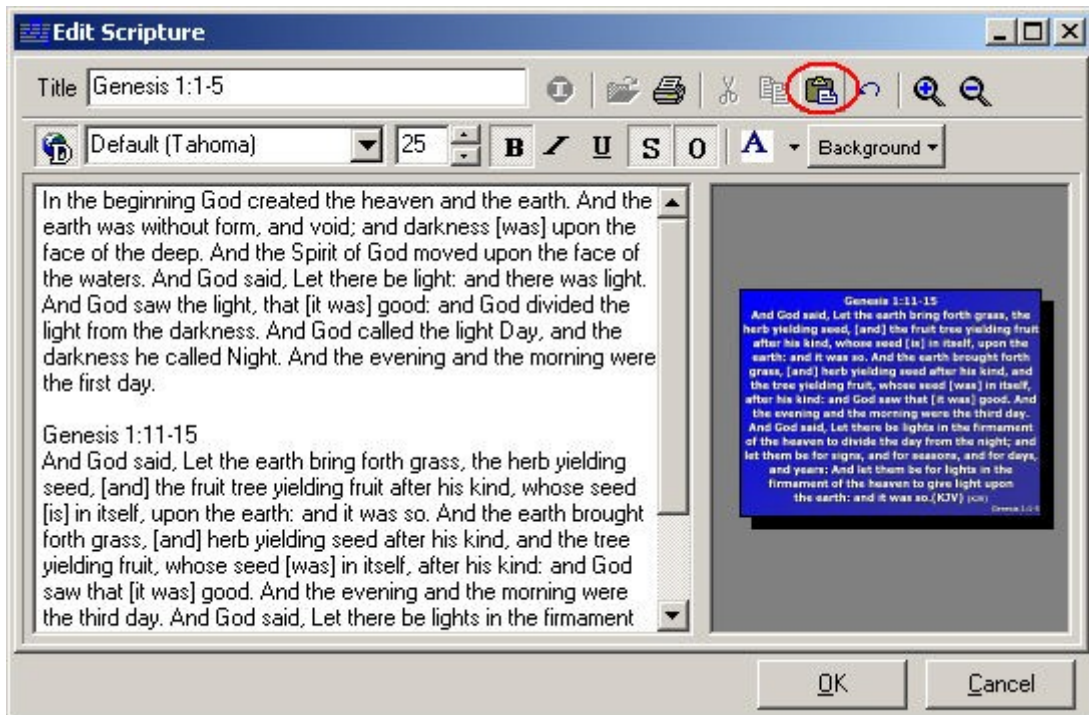 Edit Scripture
Title Genesis 1:1-5
Default (Tahoma) 25 B I U S O A Background
In the beginning God created the heaven and the earth. And the
earth was without form, and void; and darkness [was] upon the
face of the deep. And the Spirit of God moved upon the face of
the waters. And God said, Let there be light: and there was light.
And God saw the light, that [it was] good: and God divided the
light from the darkness. And God called the light Day, and the
darkness he called Night. And the evening and the morning were
the first day.
Genesis 1:11-15
And God said, Let the earth bring forth grass, the herb yielding
seed, [and] the fruit tree yielding fruit after his kind, whose seed
[is] in itself, upon the earth: and it was so. And the earth brought
forth grass, [and] herb yielding seed after his kind, and the tree
yielding fruit, whose seed [was] in itself, after his kind: and God
saw that [it was] good. And the evening and the morning were
the third day. And God said, Let there be lights in the firmament
Genesis 1:11-15
And God said, Let the earth bring forth grass, the
herb yielding seed, [and] the fruit tree yielding fruit
after his kind, whose seed [is] in itself, upon the
earth: and it was so. And the earth brought forth
grass, [and] herb yielding seed after his kind, and
the tree yielding fruit, whose seed [was] in itself,
after his kind: and God saw that [it was] good. And
the evening and the morning were the third day.
And God said, Let there be lights in the firmament
of the heaven to divide the day from the night; and
let them be for signs, and for seasons, and for days,
and years: And let them be for lights in the
firmament of the heaven to give light upon
the earth: and it was so.(KJV) (KJV)
Genesis 1:1-5
OK Cancel